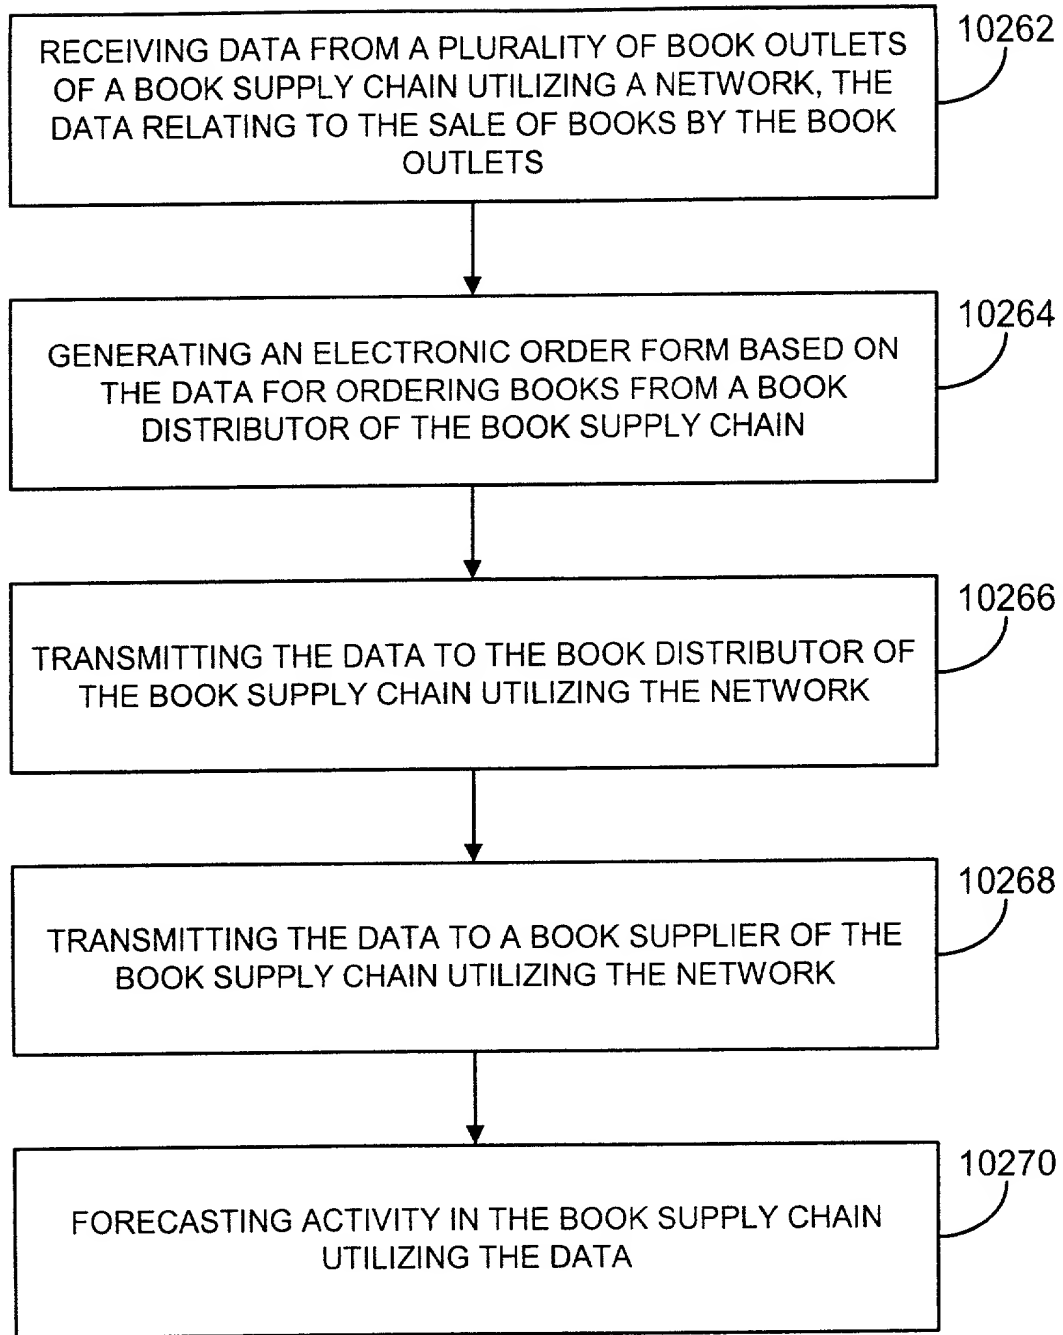 10262
RECEIVING DATA FROM A PLURALITY OF BOOK OUTLETS
OF A BOOK SUPPLY CHAIN UTILIZING A NETWORK, THE
DATA RELATING TO THE SALE OF BOOKS BY THE BOOK
OUTLETS
10264
GENERATING AN ELECTRONIC ORDER FORM BASED ON
THE DATA FOR ORDERING BOOKS FROM A BOOK
DISTRIBUTOR OF THE BOOK SUPPLY CHAIN
10266
TRANSMITTING THE DATA TO THE BOOK DISTRIBUTOR OF
THE BOOK SUPPLY CHAIN UTILIZING THE NETWORK
10268
TRANSMITTING THE DATA TO A BOOK SUPPLIER OF THE
BOOK SUPPLY CHAIN UTILIZING THE NETWORK
10270
FORECASTING ACTIVITY IN THE BOOK SUPPLY CHAIN
UTILIZING THE DATA